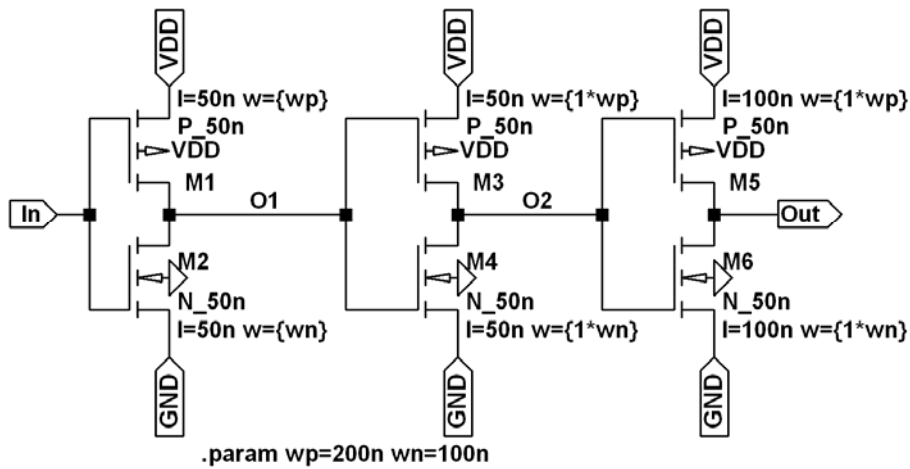 VDD
VDD
VDD
l=50n w={wp}
l=50n w={1*wp}
l=100n w={1*wp}
P_50n
P_50n
P_50n
VDD
VDD
VDD
M1
M3
M5
In
O1
O2
Out
M2
M4
M6
N_50n
N_50n
N_50n
l=50n w={wn}
l=50n w={1*wn}
l=100n w={1*wn}
GND
GND
GND
.param wp=200n wn=100n